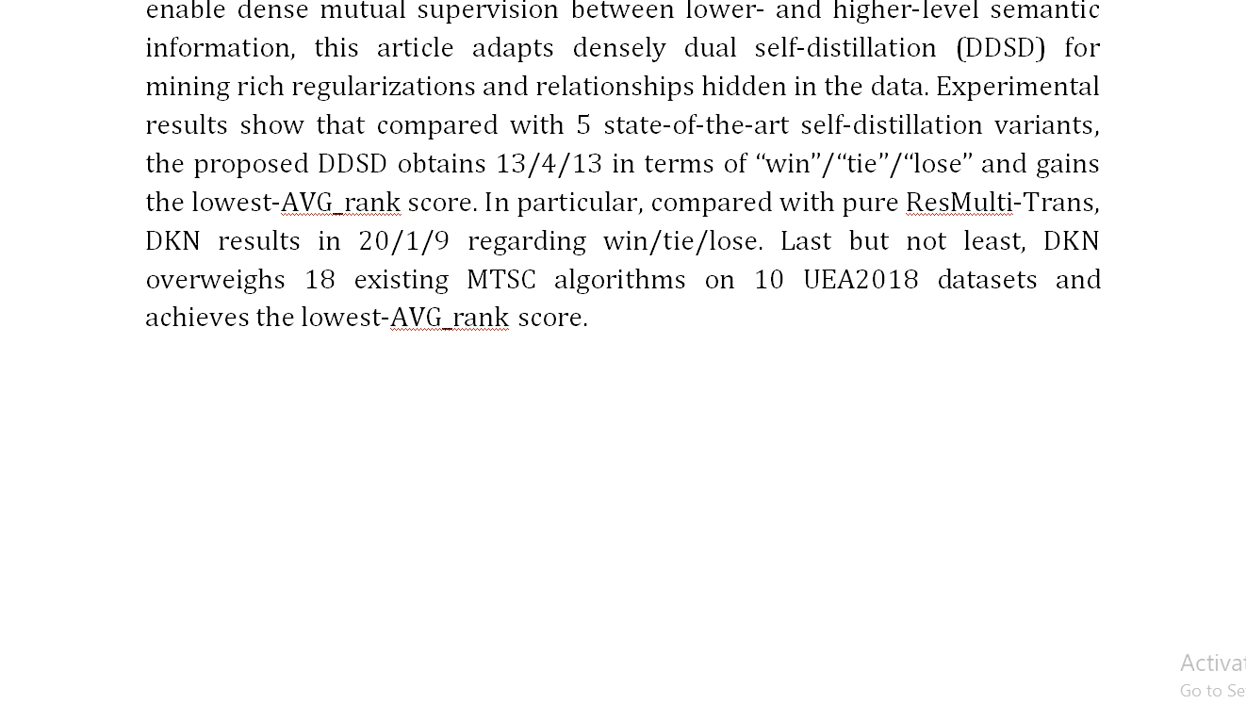 enable dense mutual supervision between lower- and higher-level semantic
information, this article adapts densely dual self-distillation (DDSD) for
mining rich regularizations and relationships hidden in the data. Experimental
results show that compared with 5 state-of-the-art self-distillation variants,
the proposed DDSD obtains 13/4/13 in terms of “win”/“tie”/“lose” and gains
the lowest-AVG_rank score. In particular, compared with pure ResMulti-Trans,
DKN results in 20/1/9 regarding win/tie/lose. Last but not least, DKN
overweighs 18 existing MTSC algorithms on 10 UEA2018 datasets and
achieves the lowest-AVG_rank score.
Activat
Go to Se